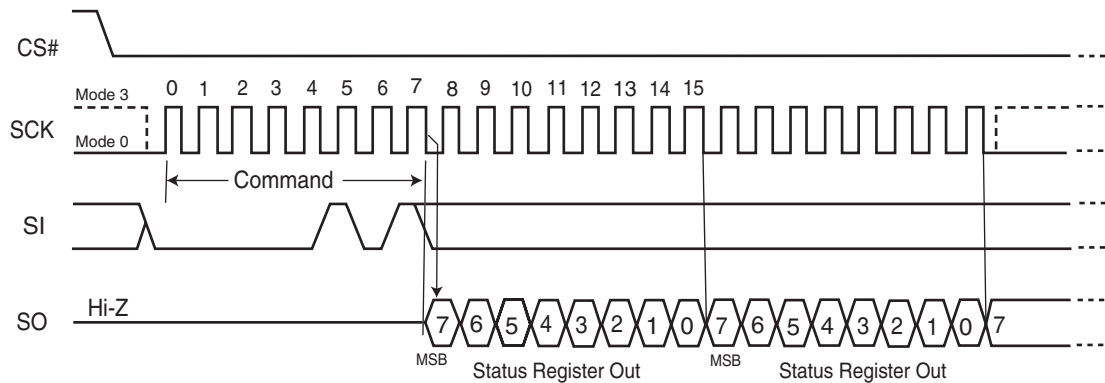 CS#
0 1 2 3 4 5 6 7 8 9 10 11 12 13 14 15
Mode 3
SCK
Mode 0
Command
SI
Hi-Z
SO
7 6 5 4 3 2 1 0 7 6 5 4 3 2 1 0 7
MSB Status Register Out MSB Status Register Out